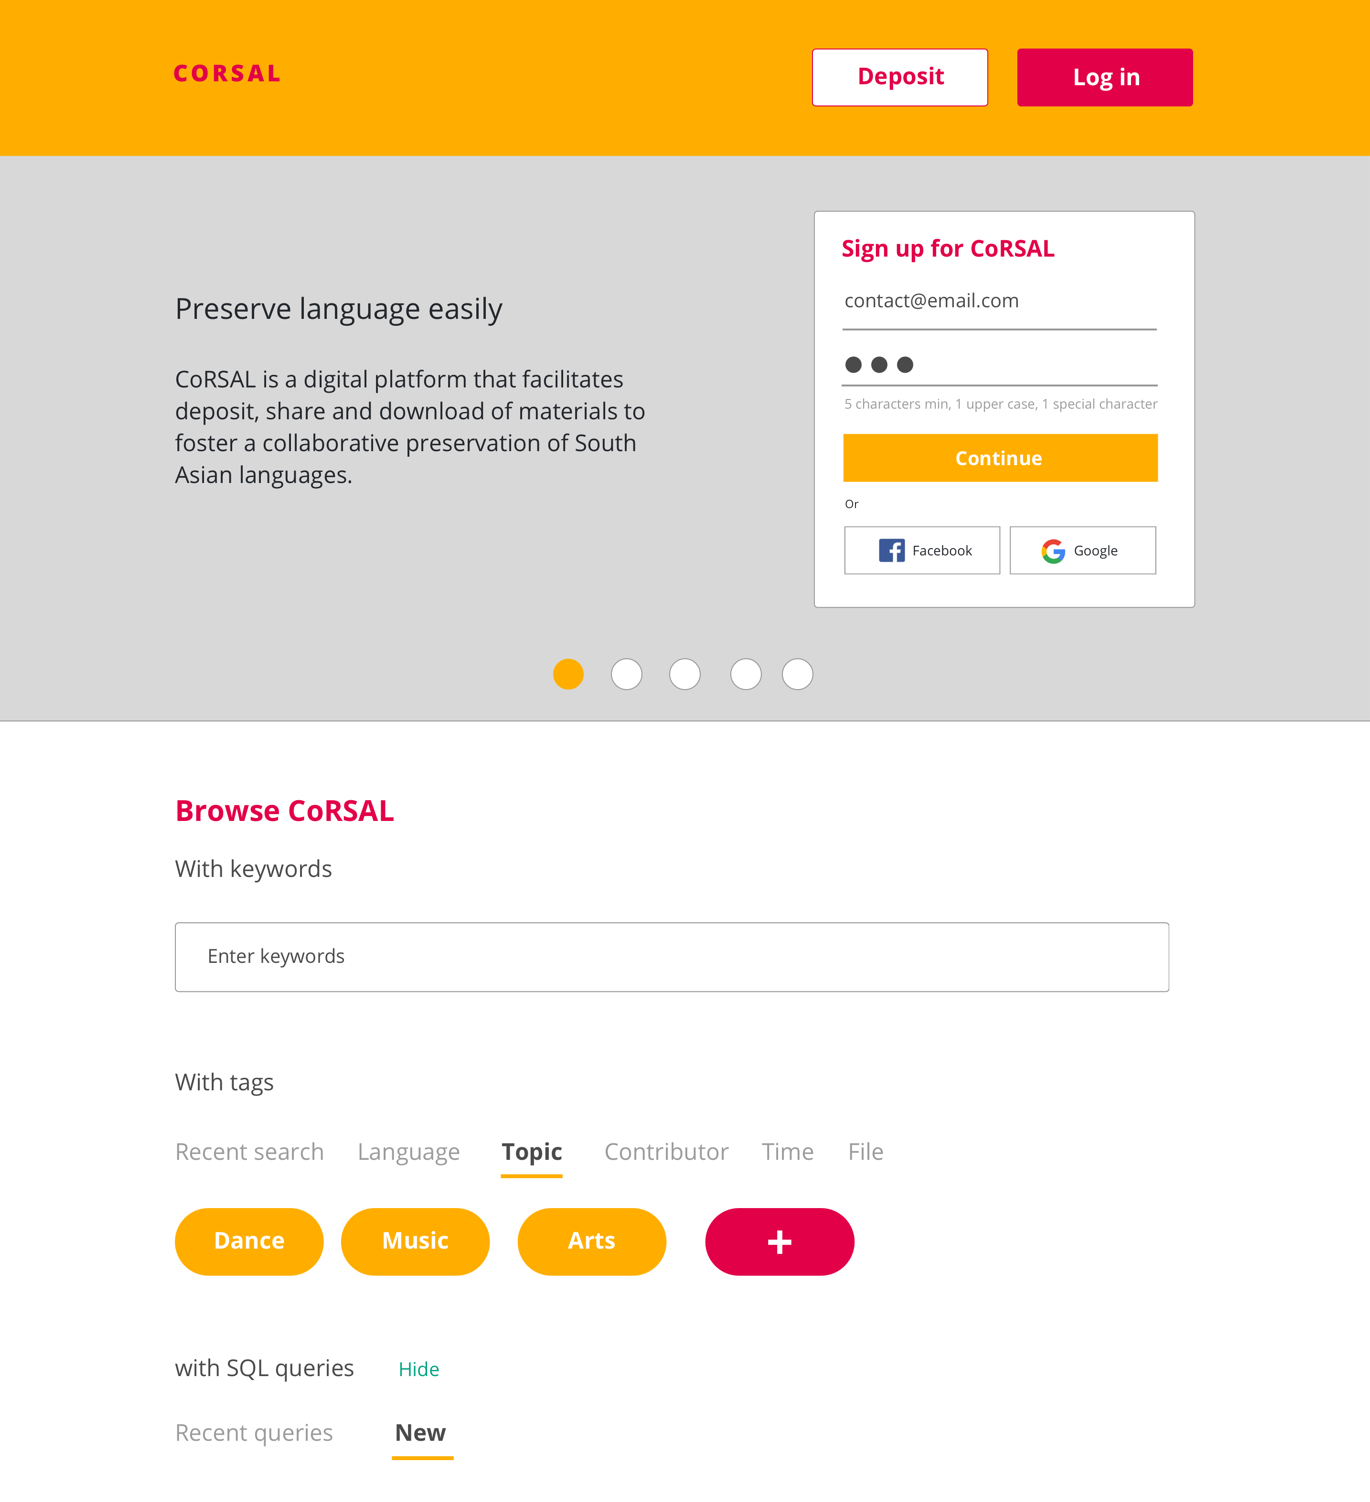 CORSAL
Deposit
Log in
Preserve language easily
CoRSAL is a digital platform that facilitates
deposit, share and download of materials to
foster a collaborative preservation of South
Asian languages.
Sign up for CoRSAL
contact@email.com
5 characters min, 1 upper case, 1 special character
Continue
Or
Facebook
Google
Browse CoRSAL
With keywords
Enter keywords
With tags
Recent search Language Topic Contributor Time File
Dance Music Arts +
with SQL queries Hide
Recent queries New